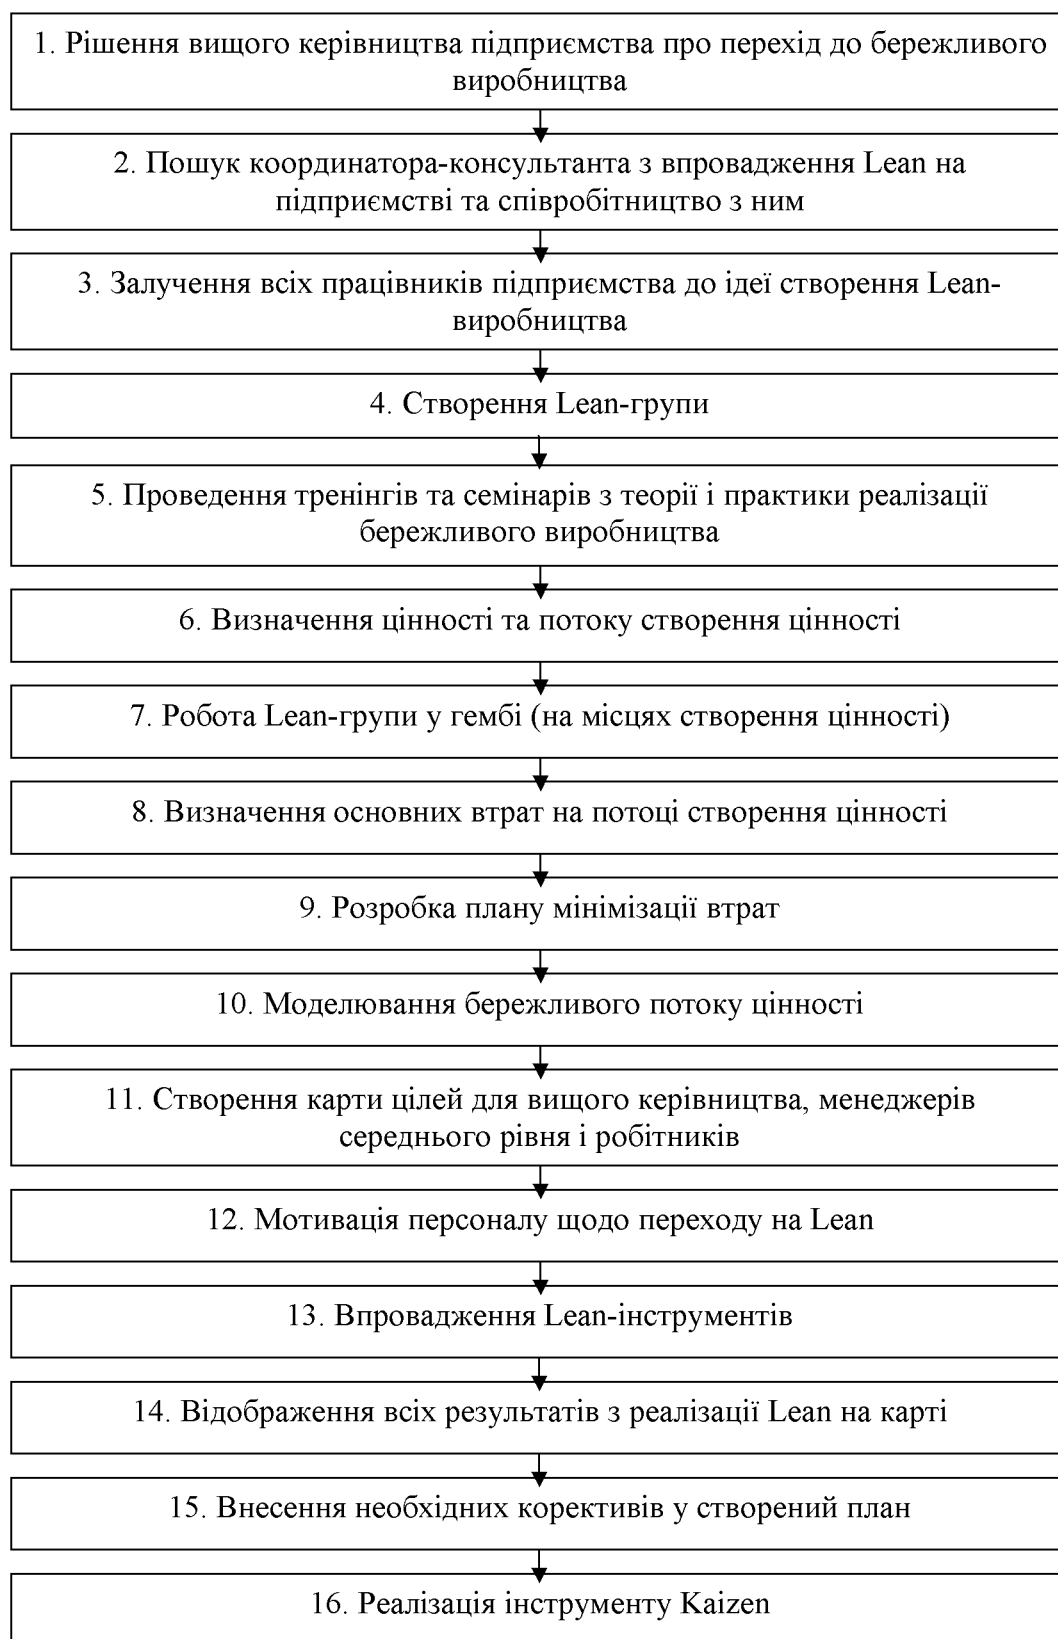 1. Рішення вищого керівництва підприємства про перехід до бережливого
виробництва
2. Пошук координатора-консультанта з впровадження Lean на
підприємстві та співробітництво з ним
3. Залучення всіх працівників підприємства до ідеї створення Lean-
виробництва
4. Створення Lean-групи
5. Проведення тренінгів та семінарів з теорії і практики реалізації
бережливого виробництва
6. Визначення цінності та потоку створення цінності
7. Робота Lean-групи у гембі (на місцях створення цінності)
8. Визначення основних втрат на потоці створення цінності
9. Розробка плану мінімізації втрат
10. Моделювання бережливого потоку цінності
11. Створення карти цілей для вищого керівництва, менеджерів
середнього рівня і робітників
12. Мотивація персоналу щодо переходу на Lean
13. Впровадження Lean-інструментів
14. Відображення всіх результатів з реалізації Lean на карті
15. Внесення необхідних корективів у створений план
16. Реалізація інструменту Kaizen